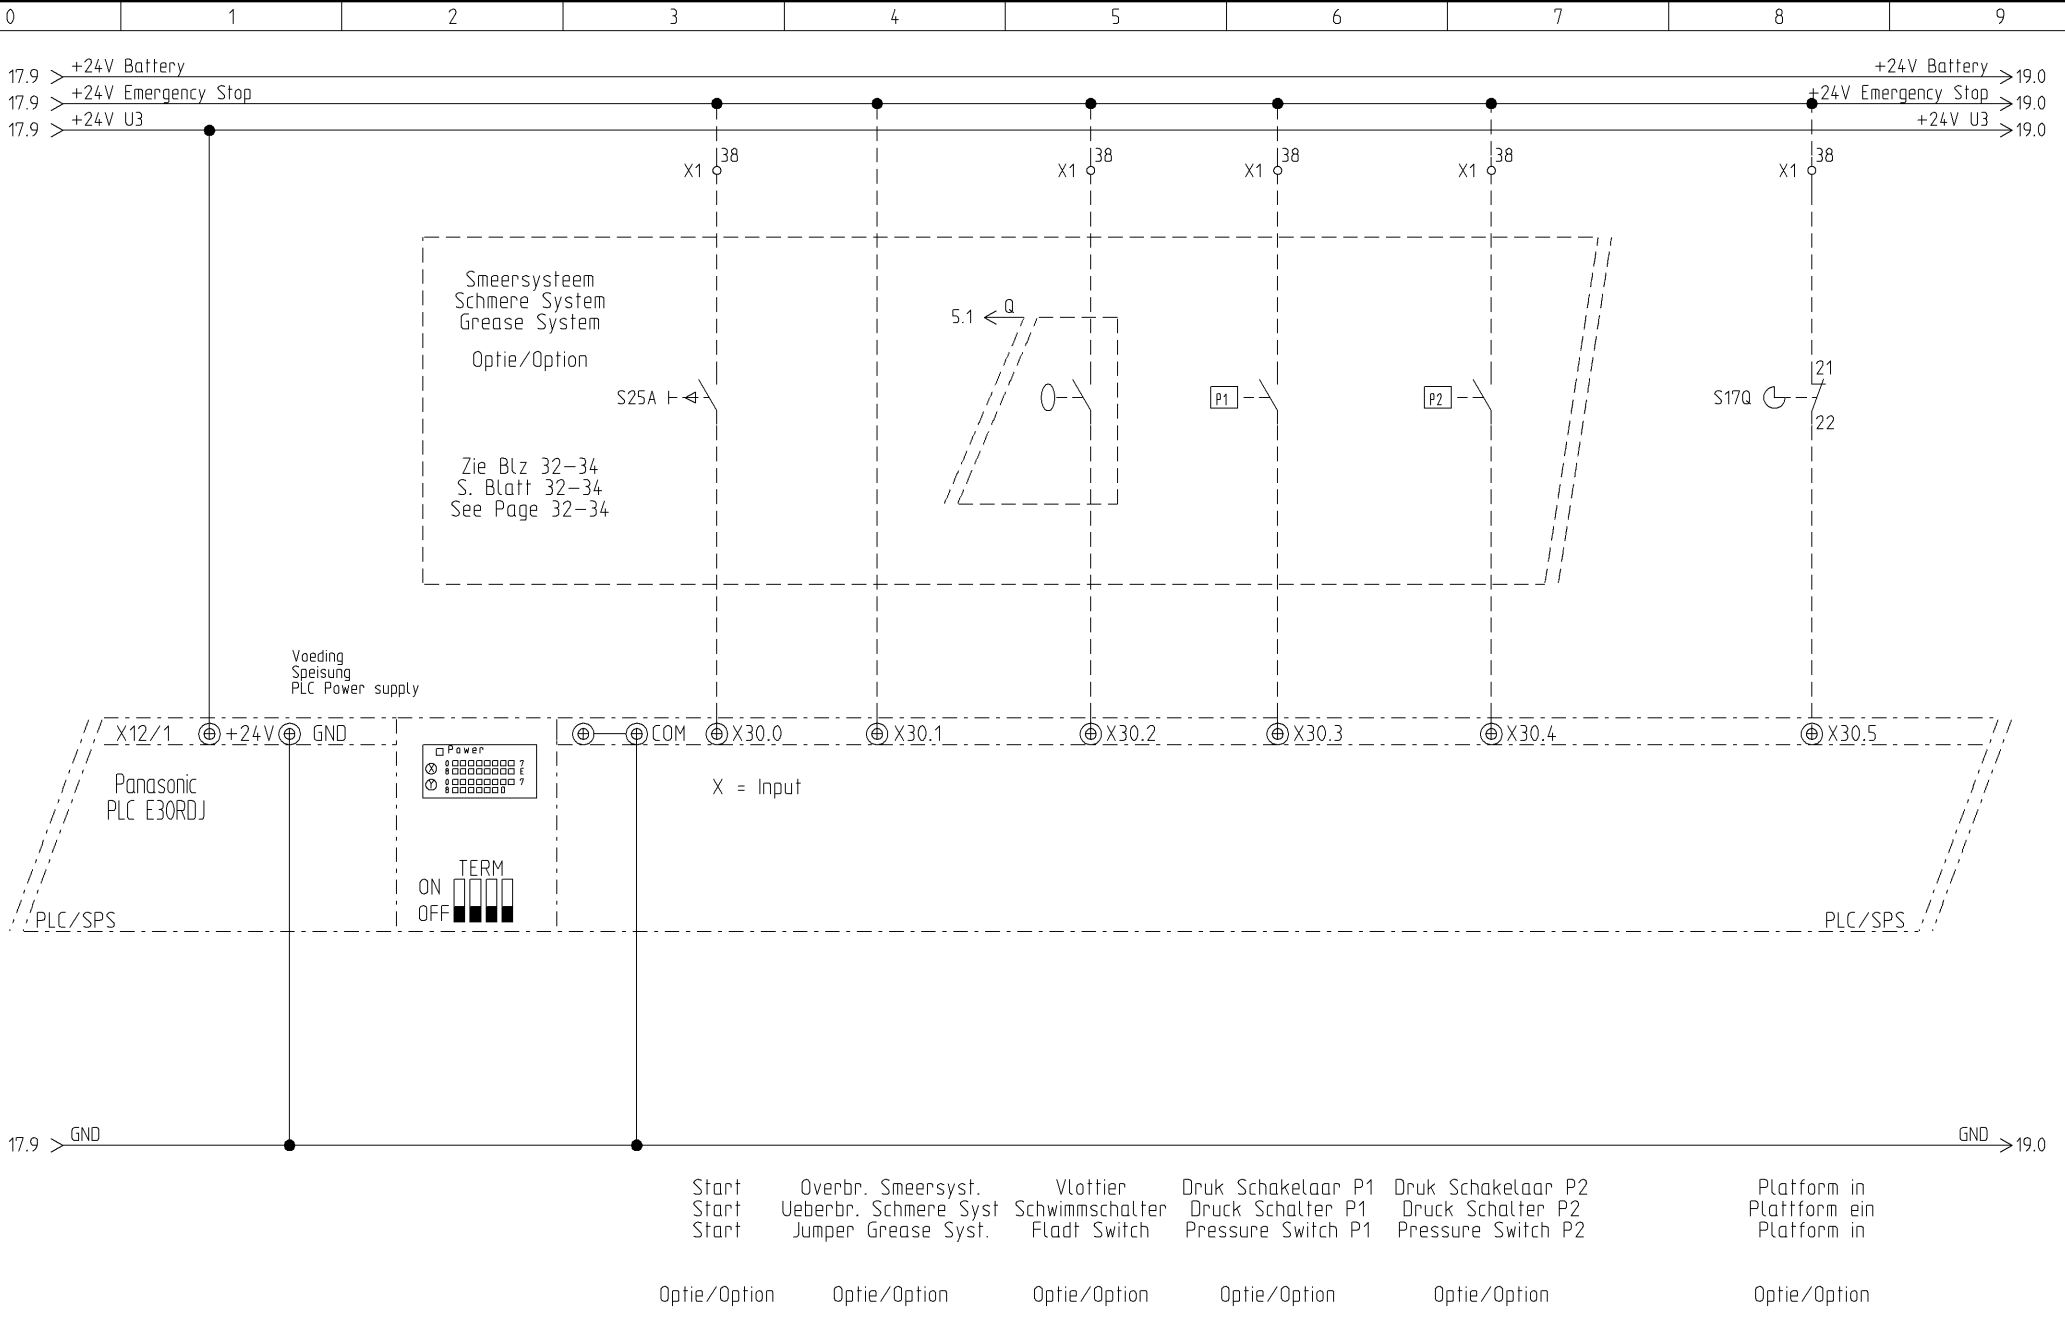 0 1 2 3 4 5 6 7 8 9
17.9 +24V Battery +24V Battery 19.0
17.9 +24V Emergency Stop +24V Emergency Stop 19.0
17.9 +24V U3 +24V U3 19.0
38 38 38 38 38
X1 X1 X1 X1 X1
Smeersysteem
Schmere System
Grease System
Optie/Option
5.1 Q
21
S25A P1 P2 S17Q
22
Zie Blz 32-34
S. Blatt 32-34
See Page 32-34
Voeding
Speisung
PLC Power supply
X12/1 +24V GND COM X30.0 X30.1 X30.2 X30.3 X30.4 X30.5
Power
X 0 7
8 E
Y 0 7
8 D
Panasonic
PLC E30RDJ
X = Input
TERM
ON
OFF
PLC/SPS PLC/SPS
17.9 GND GND 19.0
Start Overbr. Smeersyst. Vlottier Druk Schakelaar P1 Druk Schakelaar P2 Platform in
Start Ueberbr. Schmere Syst Schwimmschalter Druck Schalter P1 Druck Schalter P2 Plattform ein
Start Jumper Grease Syst. Fladt Switch Pressure Switch P1 Pressure Switch P2 Platform in
Optie/Option Optie/Option Optie/Option Optie/Option Optie/Option Optie/Option